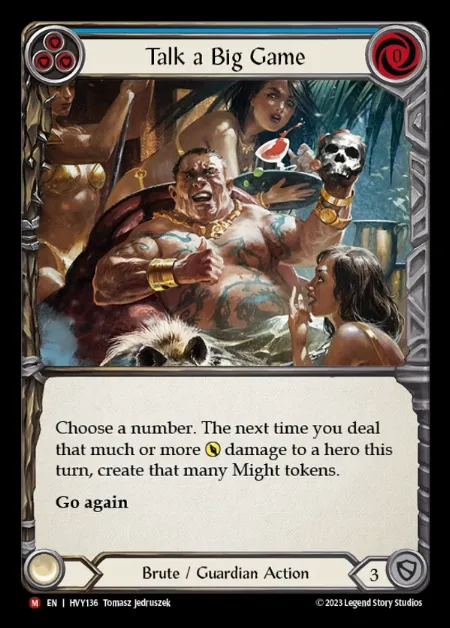 Talk a Big Game
0
Choose a number. The next time you deal
that much or more damage to a hero this
turn, create that many Might tokens.
Go again
Brute / Guardian Action
3
M EN | HVY136 Tomasz Jedruszek
© 2023 Legend Story Studios